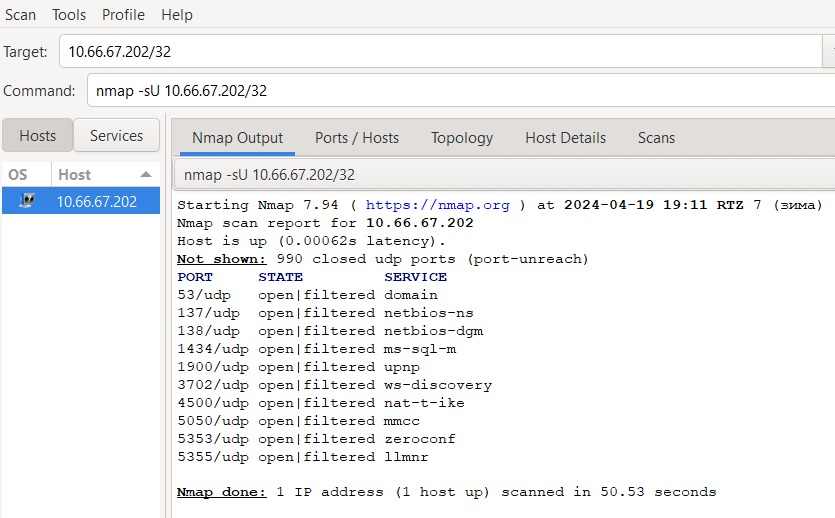 Scan Tools Profile Help
Target: 10.66.67.202/32
Command: nmap -sU 10.66.67.202/32
Hosts Services
Nmap Output Ports / Hosts Topology Host Details Scans
OS Host
10.66.67.202
nmap -sU 10.66.67.202/32
Starting Nmap 7.94 ( https://nmap.org ) at 2024-04-19 19:11 RTZ 7 (зима)
Nmap scan report for 10.66.67.202
Host is up (0.00062s latency).
Not shown: 990 closed udp ports (port-unreach)
PORT STATE SERVICE
53/udp open|filtered domain
137/udp open|filtered netbios-ns
138/udp open|filtered netbios-dgm
1434/udp open|filtered ms-sql-m
1900/udp open|filtered upnp
3702/udp open|filtered ws-discovery
4500/udp open|filtered nat-t-ike
5050/udp open|filtered mmcc
5353/udp open|filtered zeroconf
5355/udp open|filtered llmnr
Nmap done: 1 IP address (1 host up) scanned in 50.53 seconds